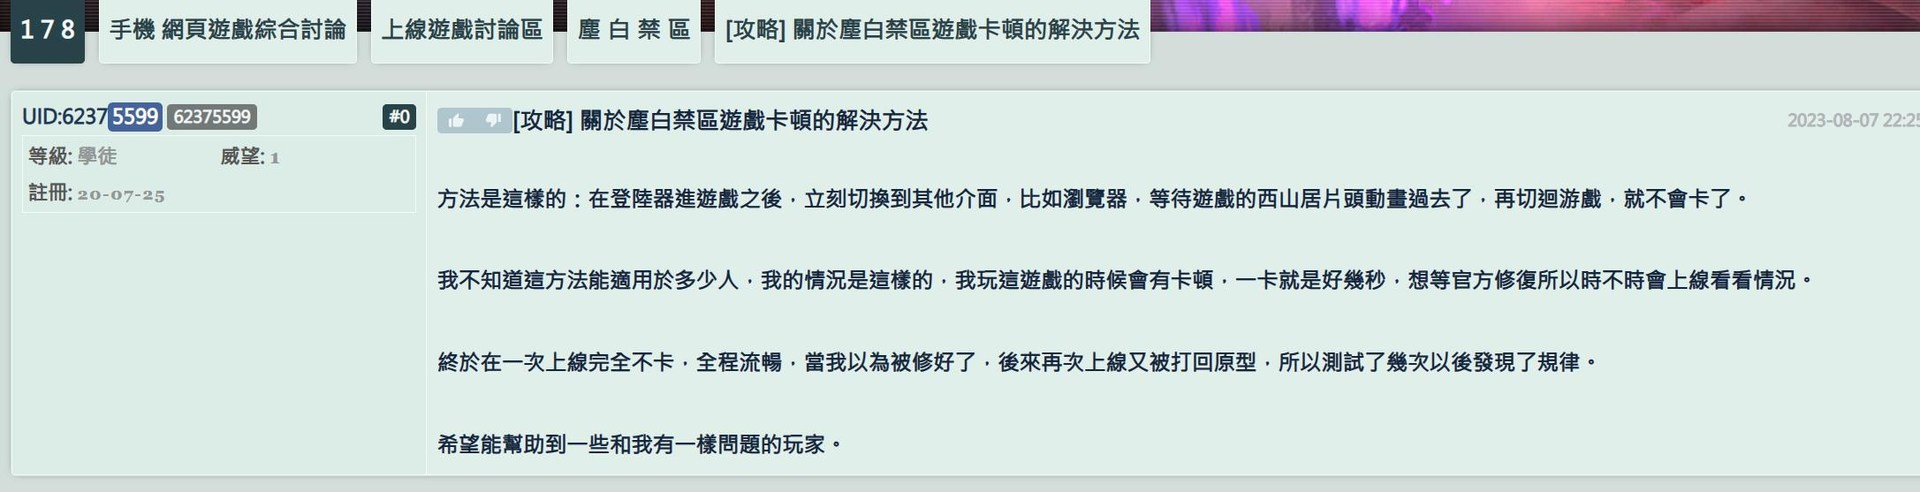 178 手機 網頁遊戲綜合討論 上線遊戲討論區 塵白禁區 [攻略] 關於塵白禁區遊戲卡頓的解決方法
UID:62375599 62375599 #0
等級: 學徒 威望: 1
註冊: 20-07-25
[攻略] 關於塵白禁區遊戲卡頓的解決方法 2023-08-07 22:25
方法是這樣的：在登陸器進遊戲之後，立刻切換到其他介面，比如瀏覽器，等待遊戲的西山居片頭動畫過去了，再切迴游戲，就不會卡了。
我不知道這方法能適用於多少人，我的情況是這樣的，我玩這遊戲的時候會有卡頓，一卡就是好幾秒，想等官方修復所以時不時會上線看看情況。
終於在一次上線完全不卡，全程流暢，當我以為被修好了，後來再次上線又被打回原型，所以測試了幾次以後發現了規律。
希望能幫助到一些和我有一樣問題的玩家。